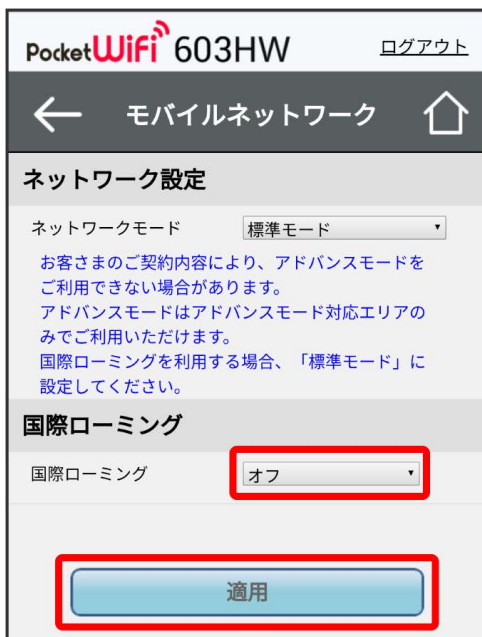 Pocket WiFi 603HW
ログアウト
モバイルネットワーク
ネットワーク設定
ネットワークモード 標準モード
お客さまのご契約内容により、アドバンスモードを
ご利用できない場合があります。
アドバンスモードはアドバンスモード対応エリアの
みでご利用いただけます。
国際ローミングを利用する場合、「標準モード」に
設定してください。
国際ローミング
国際ローミング オフ
適用